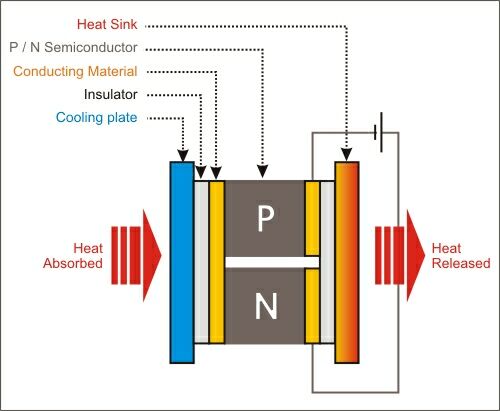 Heat Sink
P / N Semiconductor
Conducting Material
Insulator
Cooling plate
P
Heat
Absorbed
Heat
Released
N